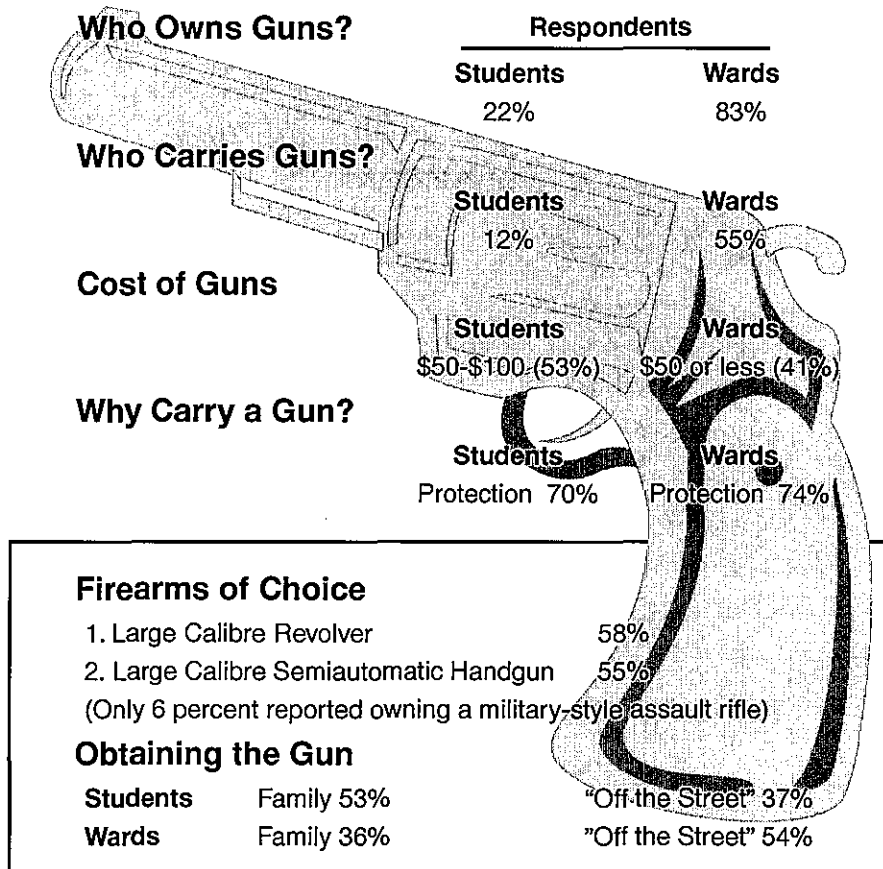 Who Owns Guns?
Respondents
Students Wards
22% 83%
Who Carries Guns?
Students Wards
12% 55%
Cost of Guns
Students Wards
$50-$100 (53%) $50 or less (41%)
Why Carry a Gun?
Students Wards
Protection 70% Protection 74%
Firearms of Choice
1. Large Calibre Revolver 58%
2. Large Calibre Semiautomatic Handgun 55%
(Only 6 percent reported owning a military-style assault rifle)
Obtaining the Gun
Students Family 53% "Off the Street" 37%
Wards Family 36% "Off the Street" 54%